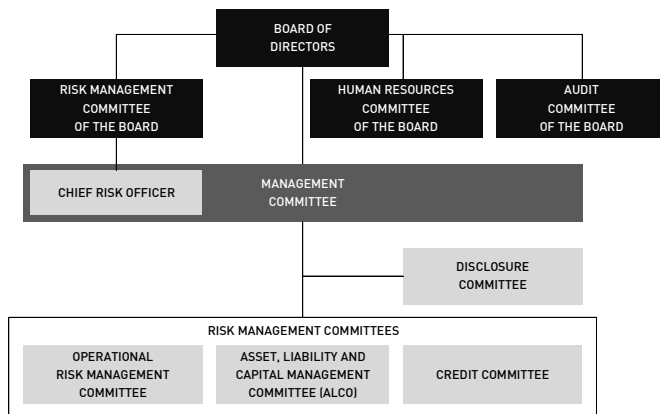 BOARD OF
DIRECTORS
RISK MANAGEMENT
COMMITTEE
OF THE BOARD
HUMAN RESOURCES
COMMITTEE
OF THE BOARD
AUDIT
COMMITTEE
OF THE BOARD
CHIEF RISK OFFICER
MANAGEMENT
COMMITTEE
DISCLOSURE
COMMITTEE
RISK MANAGEMENT COMMITTEES
OPERATIONAL
RISK MANAGEMENT
COMMITTEE
ASSET, LIABILITY AND
CAPITAL MANAGEMENT
COMMITTEE (ALCO)
CREDIT COMMITTEE